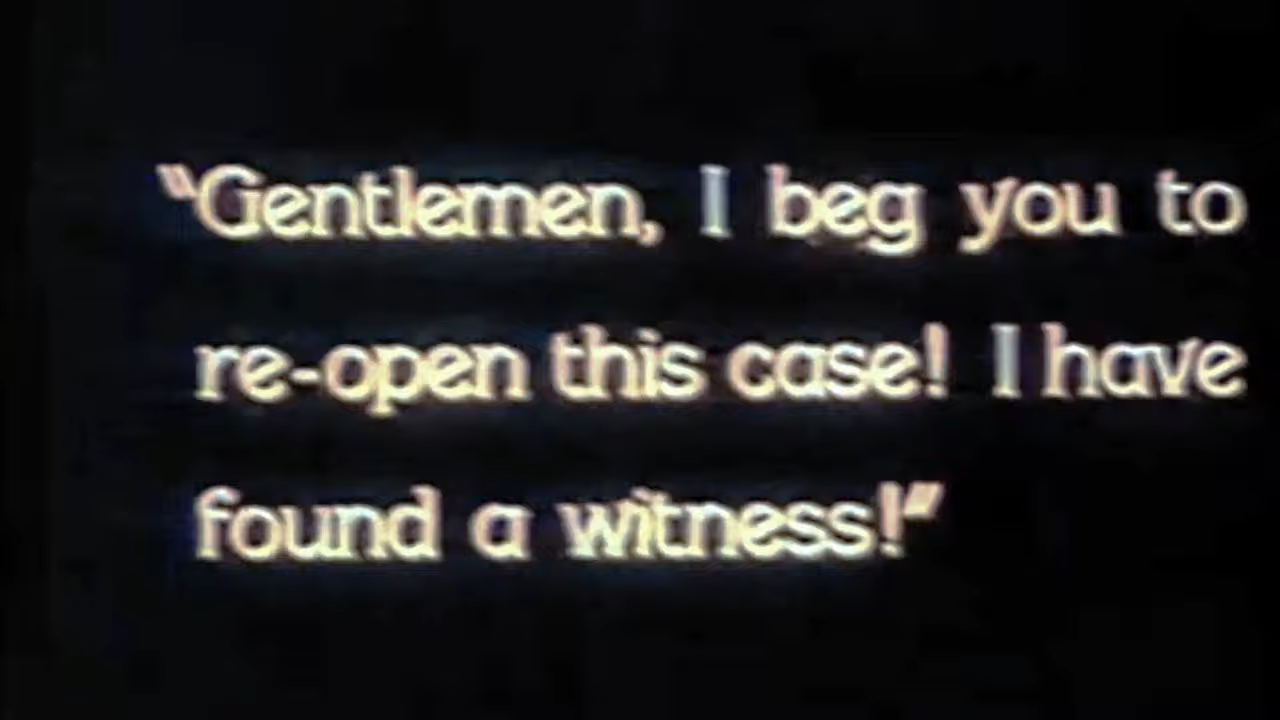 “Gentlemen, I beg you to
re-open this case! I have
found a witness!”